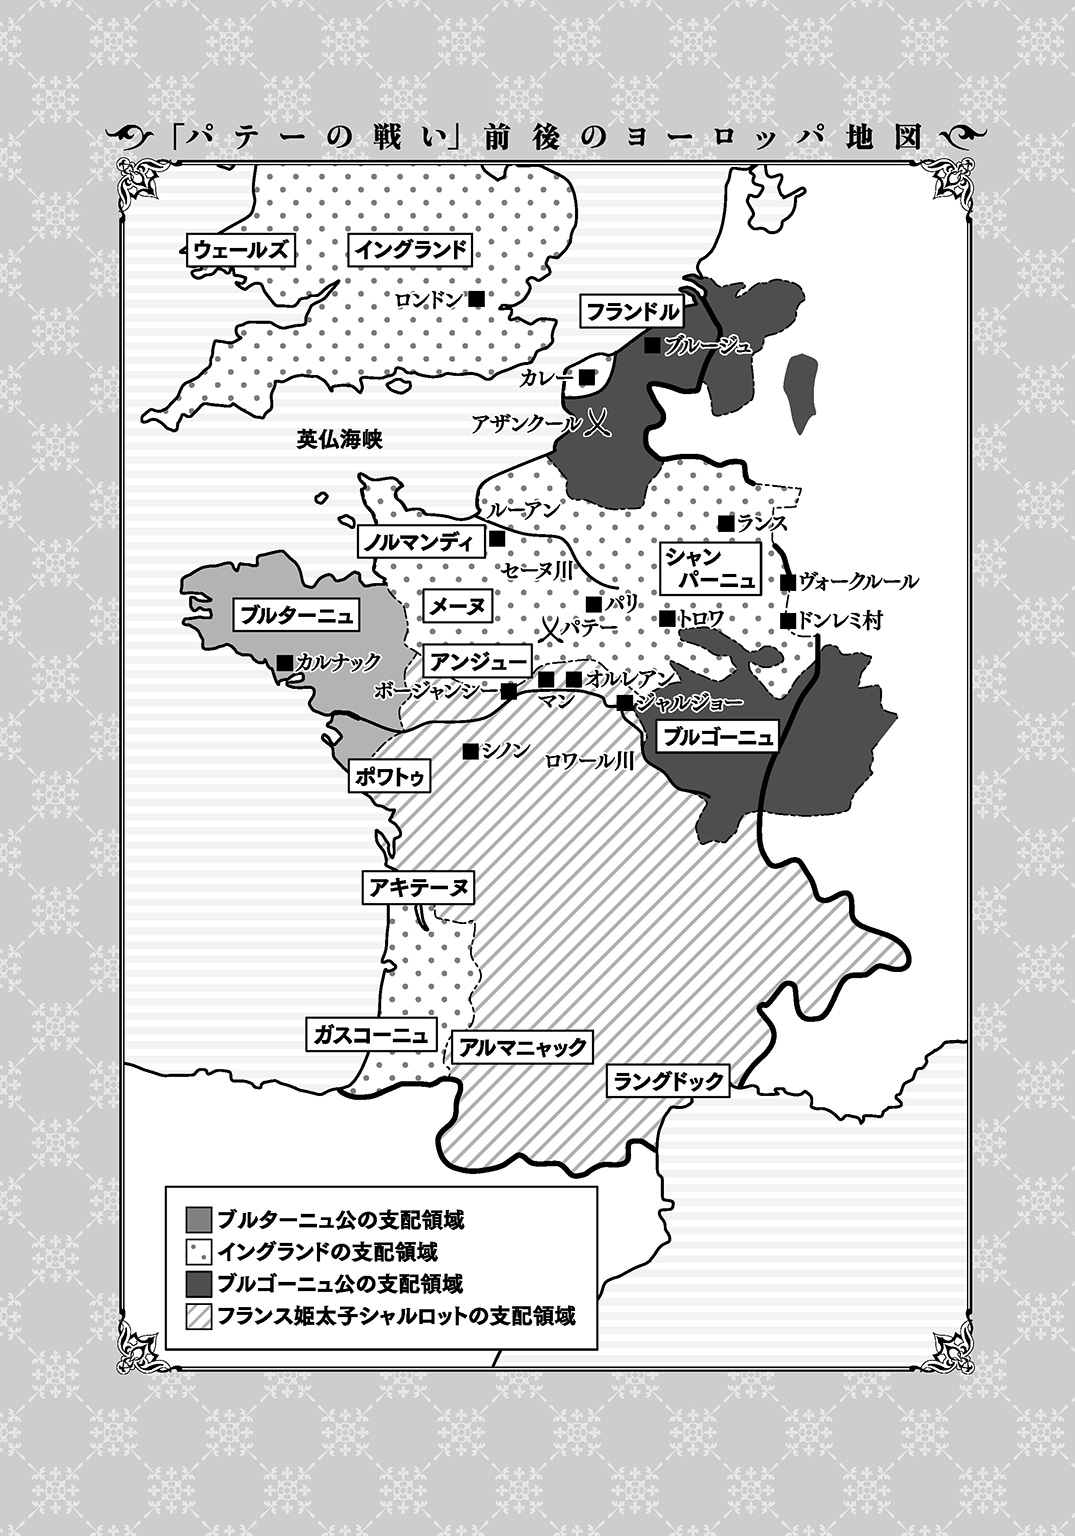 「パテーの戦い」前後のヨーロッパ地図
ウェールズ
イングランド
ロンドン
フランドル
ブルージュ
カレー
アザンクール
英仏海峡
ルーアン
ランス
ノルマンディ
シャン
パーニュ
セーヌ川
ヴォークルール
メーヌ
パリ
ブルターニュ
トロワ
ドンレミ村
パテー
カルナック
アンジュー
オルレアン
ボージャンシー
マン
ジャルジョー
ブルゴーニュ
シノン
ロワール川
ポワトゥ
アキテーヌ
ガスコーニュ
アルマニャック
ラングドック
ブルターニュ公の支配領域
イングランドの支配領域
ブルゴーニュ公の支配領域
フランス姫太子シャルロットの支配領域